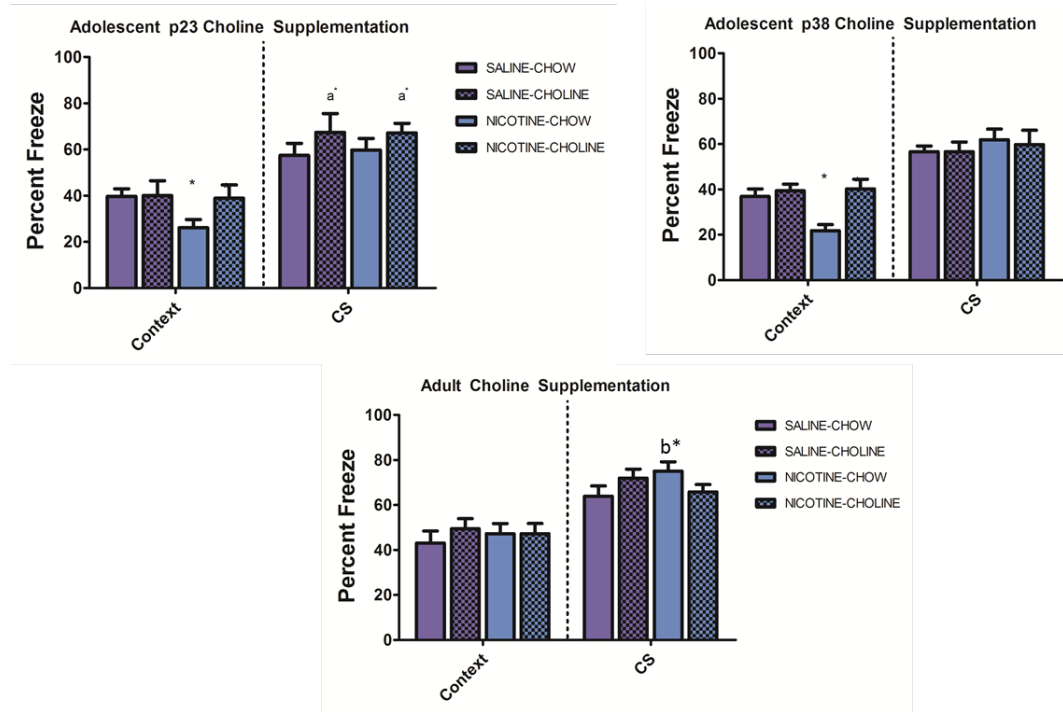 Adolescent p23 Choline Supplementation
100
80
60
40
20
0
Percent Freeze
*
a*
a*
Context
CS
SALINE-CHOW
SALINE-CHOLINE
NICOTINE-CHOW
NICOTINE-CHOLINE
Adolescent p38 Choline Supplementation
100
80
60
40
20
0
Percent Freeze
*
Context
CS
Adult Choline Supplementation
100
80
60
40
20
0
Percent Freeze
b*
Context
CS
SALINE-CHOW
SALINE-CHOLINE
NICOTINE-CHOW
NICOTINE-CHOLINE